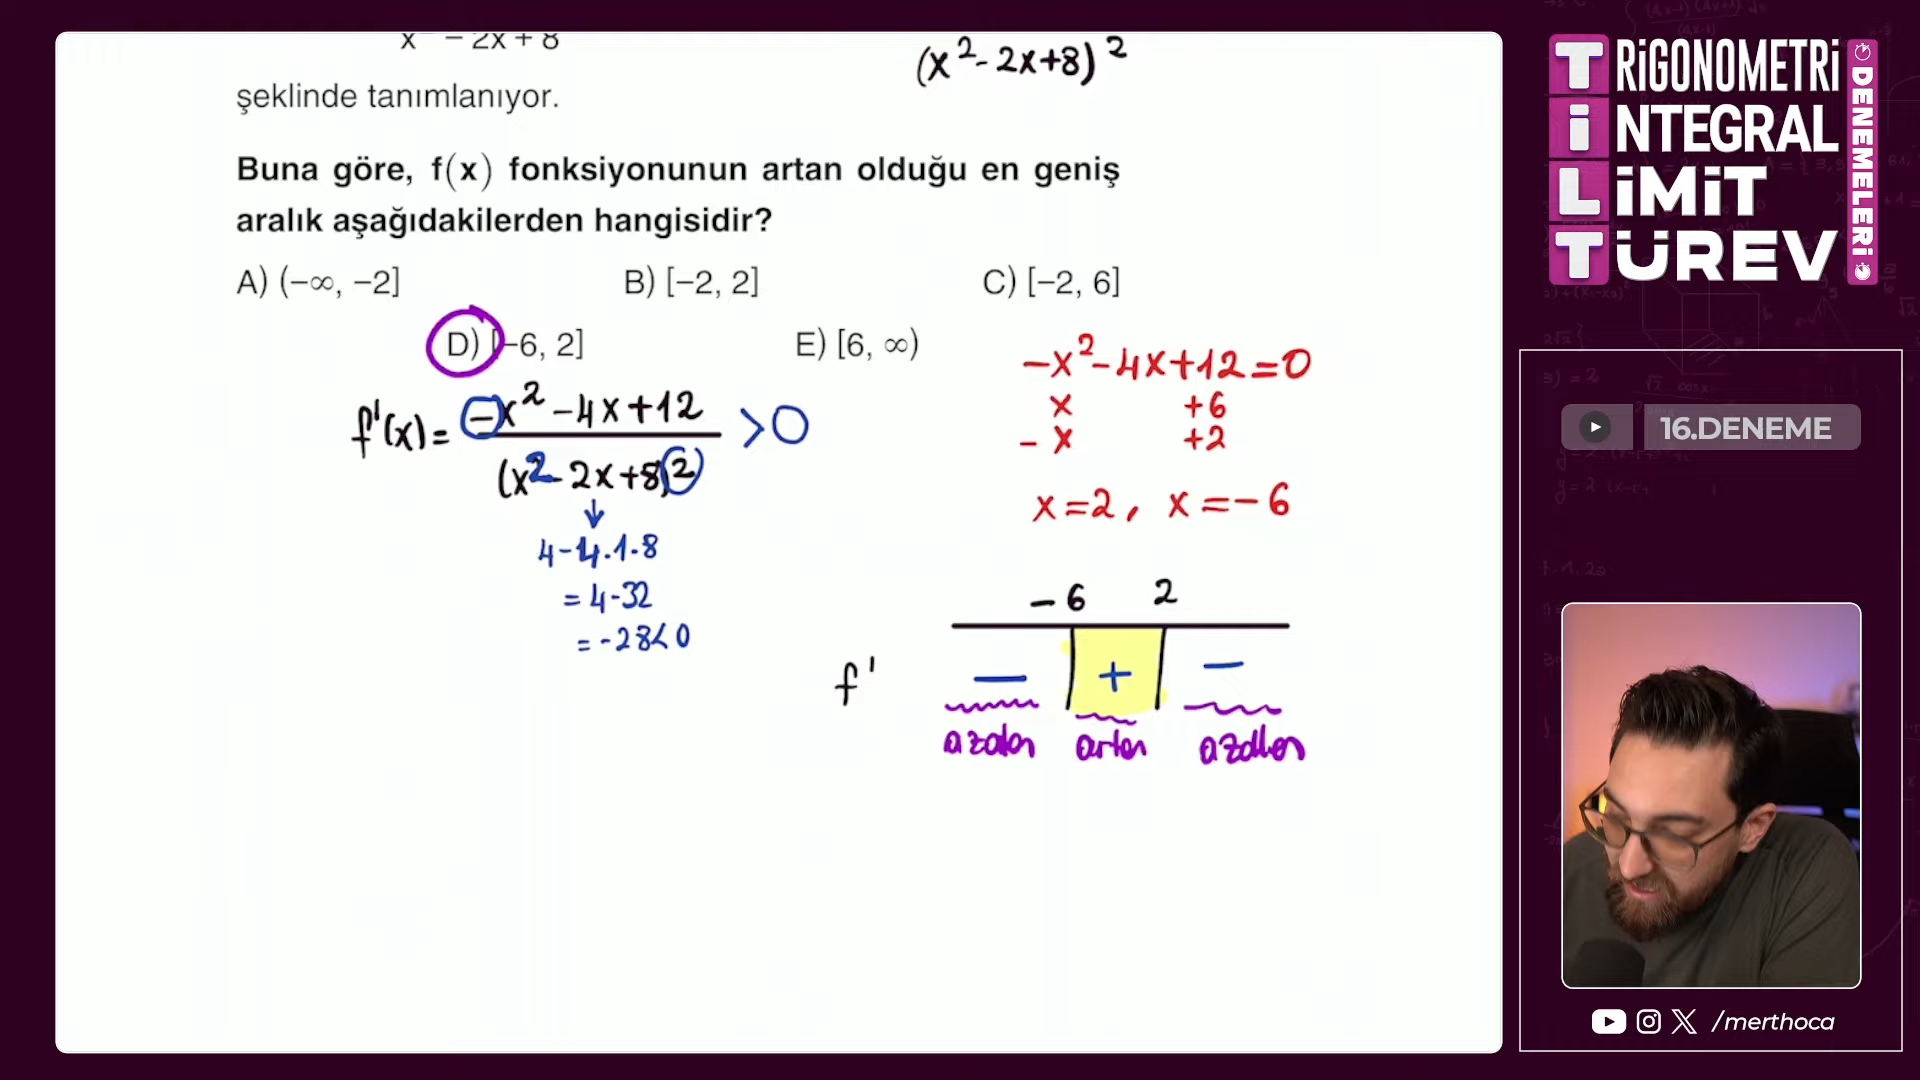 x² − 2x + 8
(x²-2x+8)²
şeklinde tanımlanıyor.
Buna göre, f(x) fonksiyonunun artan olduğu en geniş
aralık aşağıdakilerden hangisidir?
A) (−∞, −2]
B) [−2, 2]
C) [−2, 6]
D) [−6, 2]
E) [6, ∞)
f'(x) = -x²-4x+12 / (x²-2x+8)² >0
4-4.1.8
=4-32
=-28<0
-x²-4x+12=0
x +6
-x +2
x=2, x=-6
-6 2
f' — + —
azalan artan azalan
TRİGONOMETRİ
İNTEGRAL
LİMİT
TÜREV
DENEMELERİ
16.DENEME
/merthoca